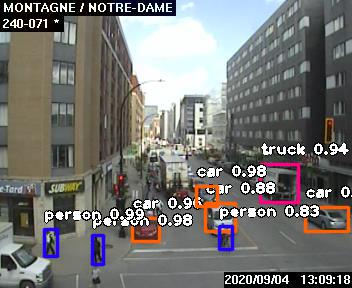 MONTAGNE / NOTRE-DAME
240-071 *
truck 0.94
car 0.98
car 0.88
car 0.96
person 0.83
person 0.99
person 0.98
SUBWAY
2020/09/04 13:09:18